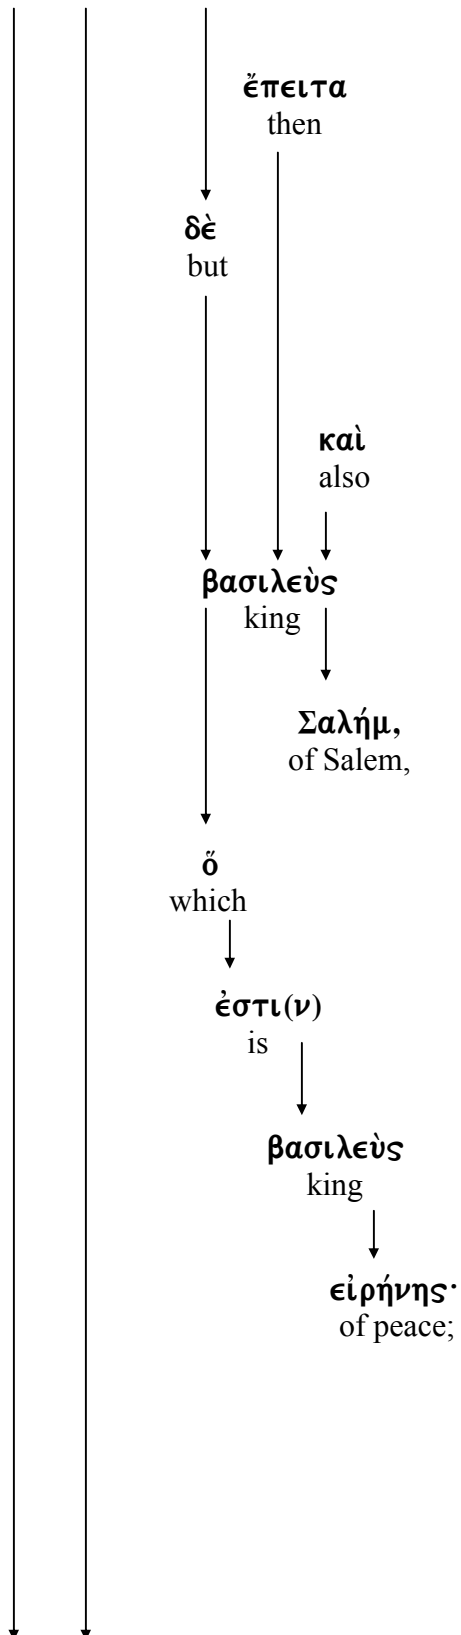 ἔπειτα
then
δὲ
but
καὶ
also
βασιλεὺς
king
Σαλήμ,
of Salem,
ὅ
which
ἐστι(ν)
is
βασιλεὺς
king
εἰρήνης·
of peace;